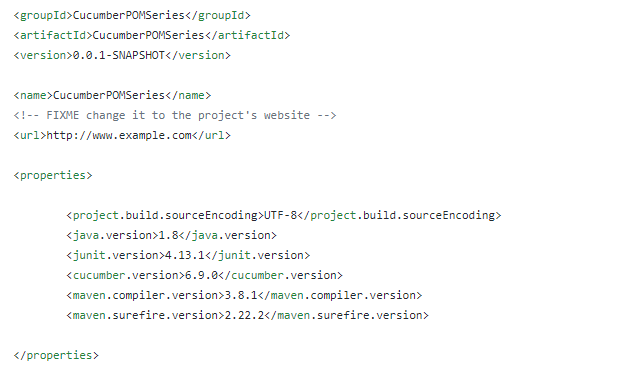 <groupId>CucumberPOMSeries</groupId>
<artifactId>CucumberPOMSeries</artifactId>
<version>0.0.1-SNAPSHOT</version>
<name>CucumberPOMSeries</name>
<!-- FIXME change it to the project's website -->
<url>http://www.example.com</url>
<properties>
<project.build.sourceEncoding>UTF-8</project.build.sourceEncoding>
<java.version>1.8</java.version>
<junit.version>4.13.1</junit.version>
<cucumber.version>6.9.0</cucumber.version>
<maven.compiler.version>3.8.1</maven.compiler.version>
<maven.surefire.version>2.22.2</maven.surefire.version>
</properties>